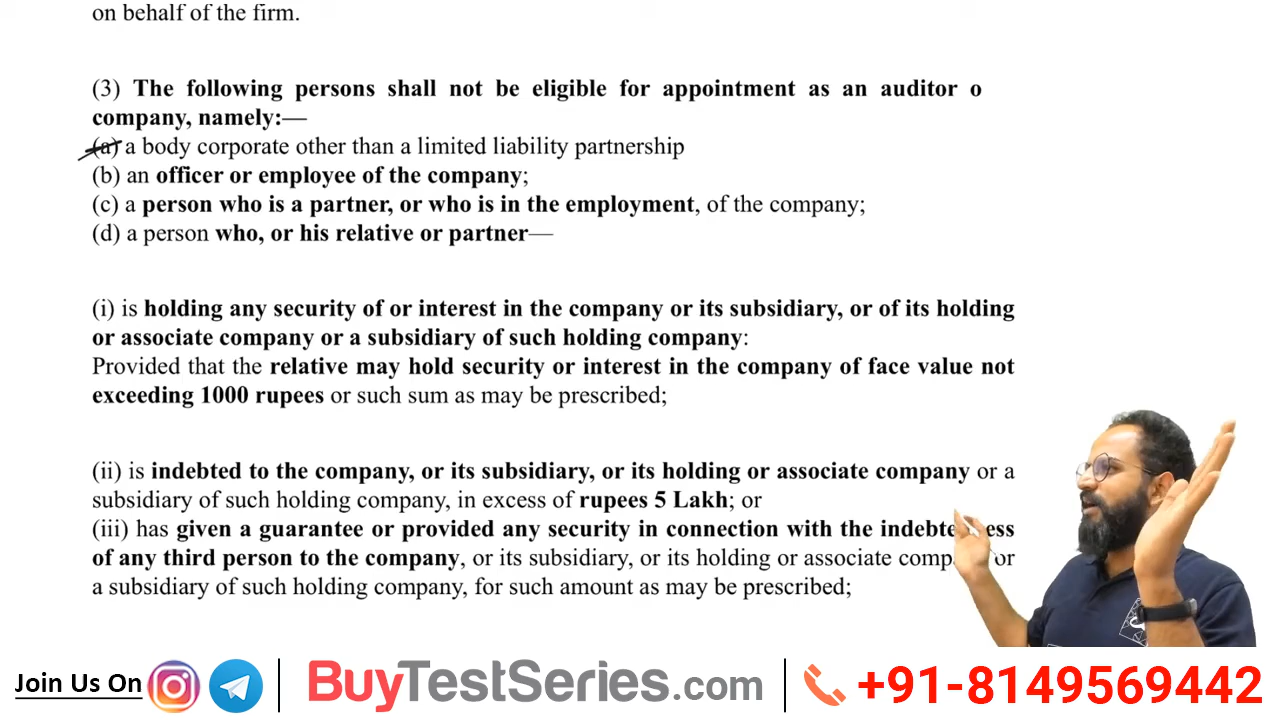 on behalf of the firm.
(3) The following persons shall not be eligible for appointment as an auditor o
company, namely:—
(a) a body corporate other than a limited liability partnership
(b) an officer or employee of the company;
(c) a person who is a partner, or who is in the employment, of the company;
(d) a person who, or his relative or partner—
(i) is holding any security of or interest in the company or its subsidiary, or of its holding
or associate company or a subsidiary of such holding company:
Provided that the relative may hold security or interest in the company of face value not
exceeding 1000 rupees or such sum as may be prescribed;
(ii) is indebted to the company, or its subsidiary, or its holding or associate company or a
subsidiary of such holding company, in excess of rupees 5 Lakh; or
(iii) has given a guarantee or provided any security in connection with the
of any third person to the company, or its subsidiary, or its holding or associate or
a subsidiary of such holding company, for such amount as may be prescribed;
Join Us On BuyTestSeries.com +91-8149569442